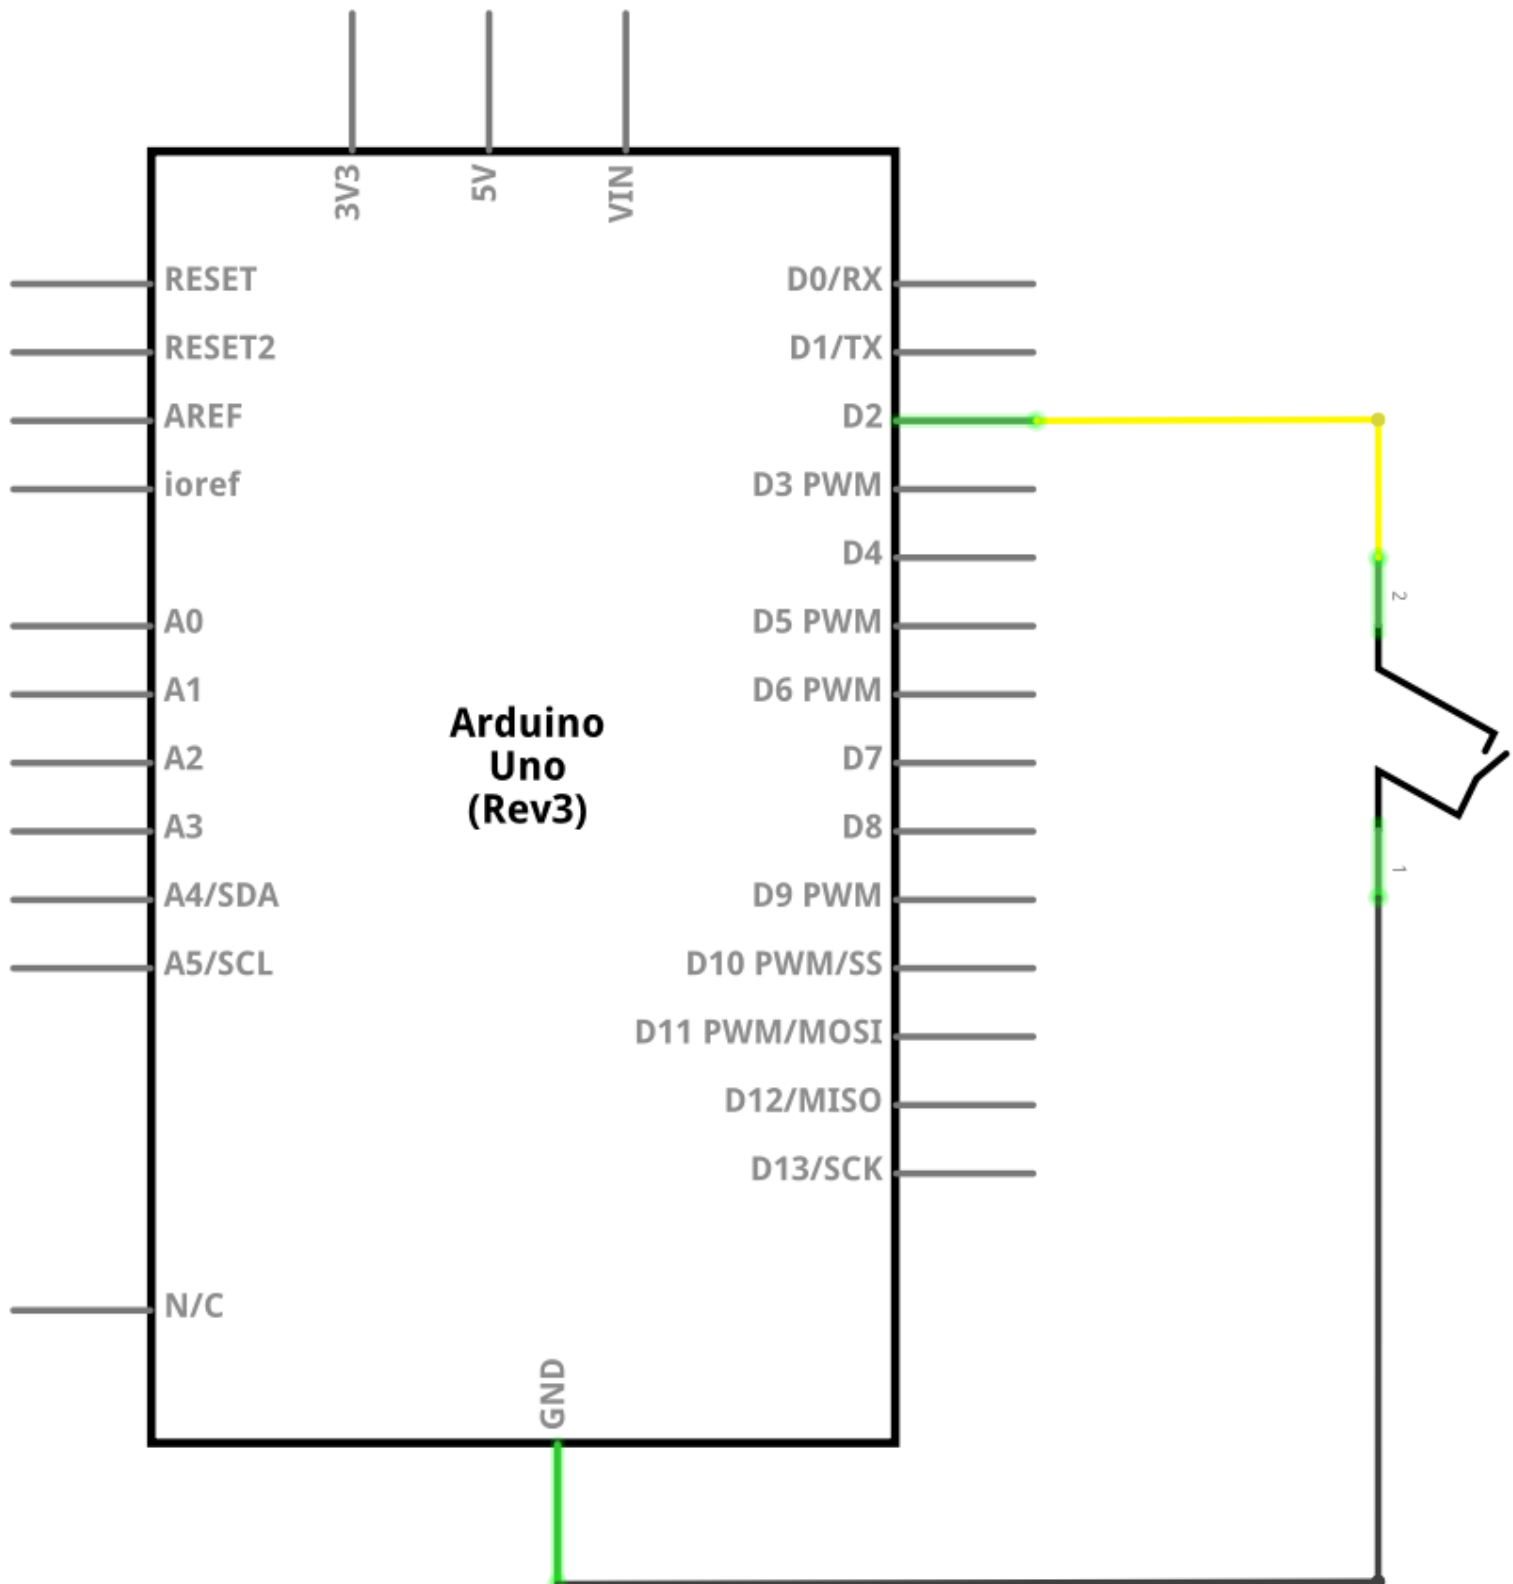 3V3
5V
VIN
RESET
RESET2
AREF
ioref
A0
A1
A2
A3
A4/SDA
A5/SCL
N/C
Arduino
Uno
(Rev3)
D0/RX
D1/TX
D2
D3 PWM
D4
D5 PWM
D6 PWM
D7
D8
D9 PWM
D10 PWM/SS
D11 PWM/MOSI
D12/MISO
D13/SCK
GND
2
1